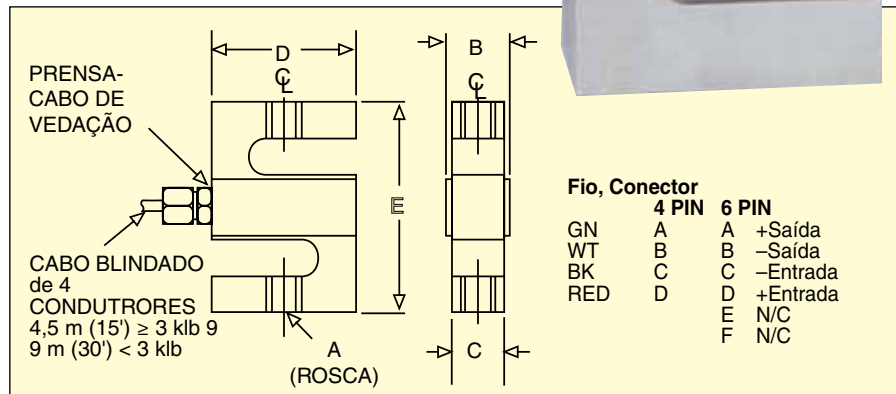 PRENSA-
CABO DE
VEDAÇÃO
D
℄
B
℄
E
CABO BLINDADO
de 4
CONDUTRORES
4,5 m (15') ≥ 3 klb 9
9 m (30') < 3 klb
A
(ROSCA)
C
Fio, Conector
4 PIN 6 PIN
GN A A +Saída
WT B B –Saída
BK C C –Entrada
RED D D +Entrada
E N/C
F N/C